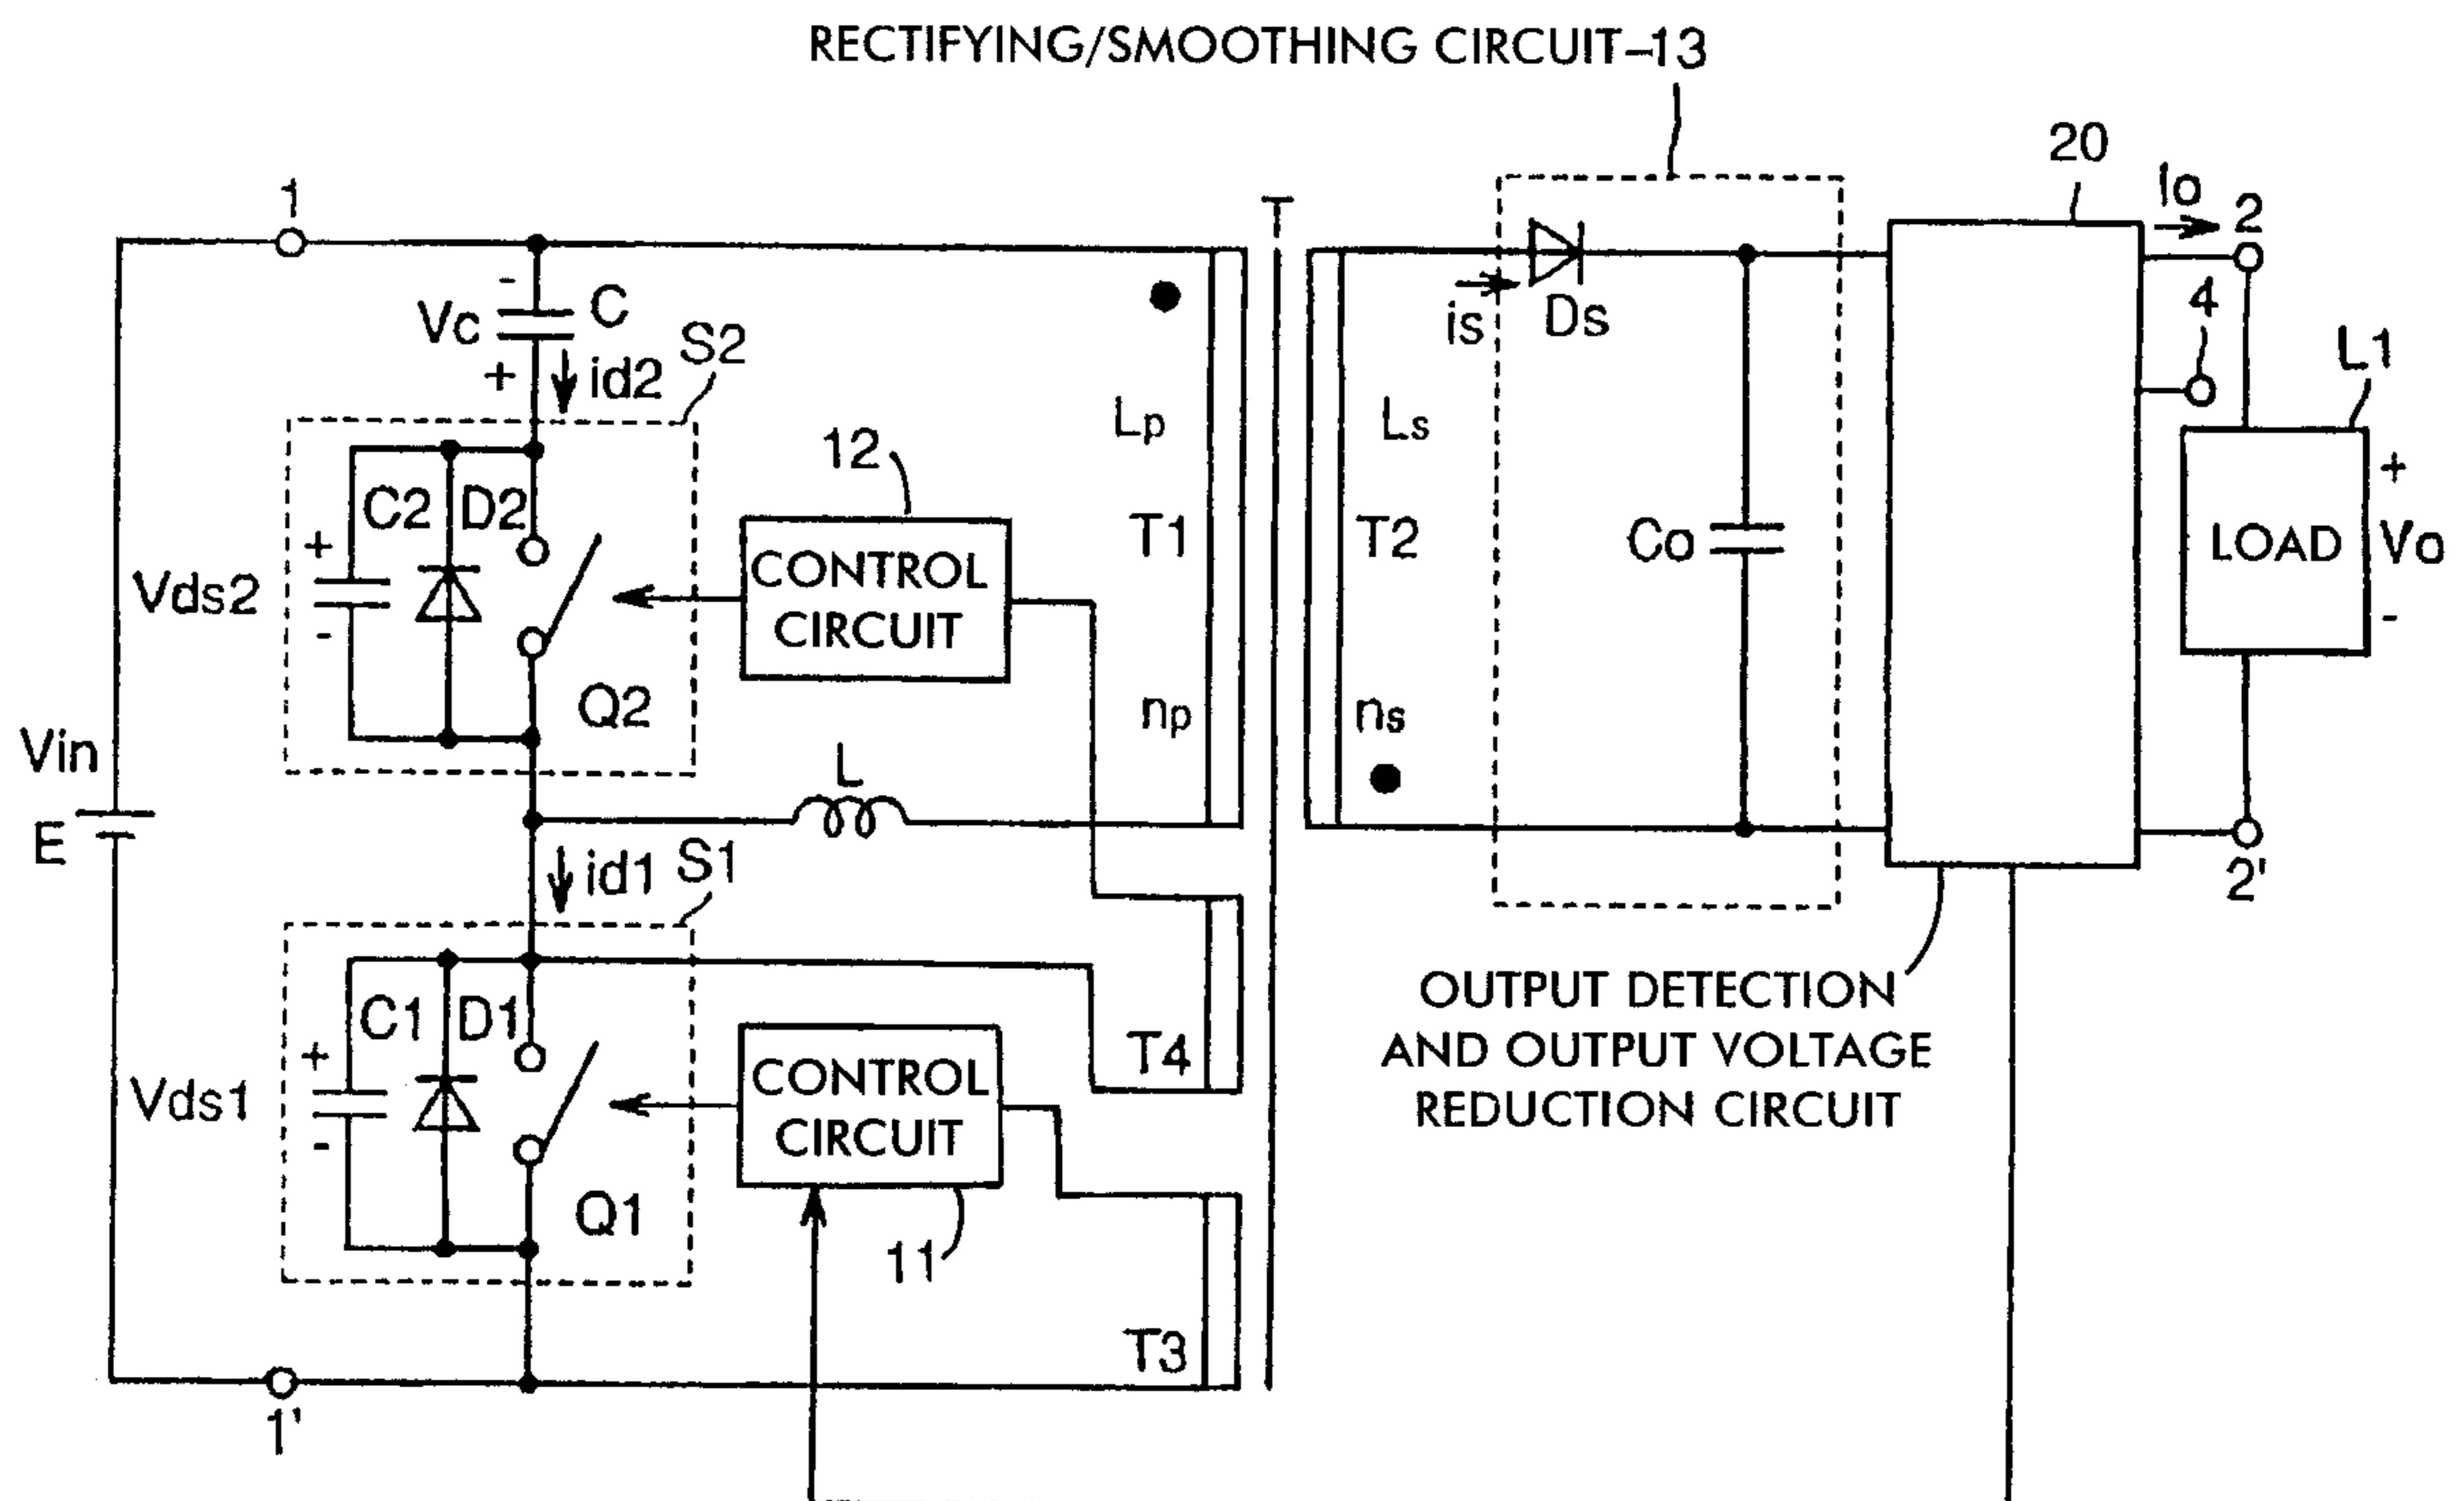 RECTIFYING/SMOOTHING CIRCUIT-13
20
Io
2
1
T
4
- C
Vc
+ id2
S2
is
Ds
L1
Lp
Ls
12
C2 D2
T1
T2
Co
LOAD
+
Vo
-
+
Vds2
-
CONTROL
CIRCUIT
Q2
np
ns
L
Vin
E
id1
S1
2'
C1 D1
+
Vds1
-
CONTROL
CIRCUIT
T4
OUTPUT DETECTION
AND OUTPUT VOLTAGE
REDUCTION CIRCUIT
Q1
11
T3
1'